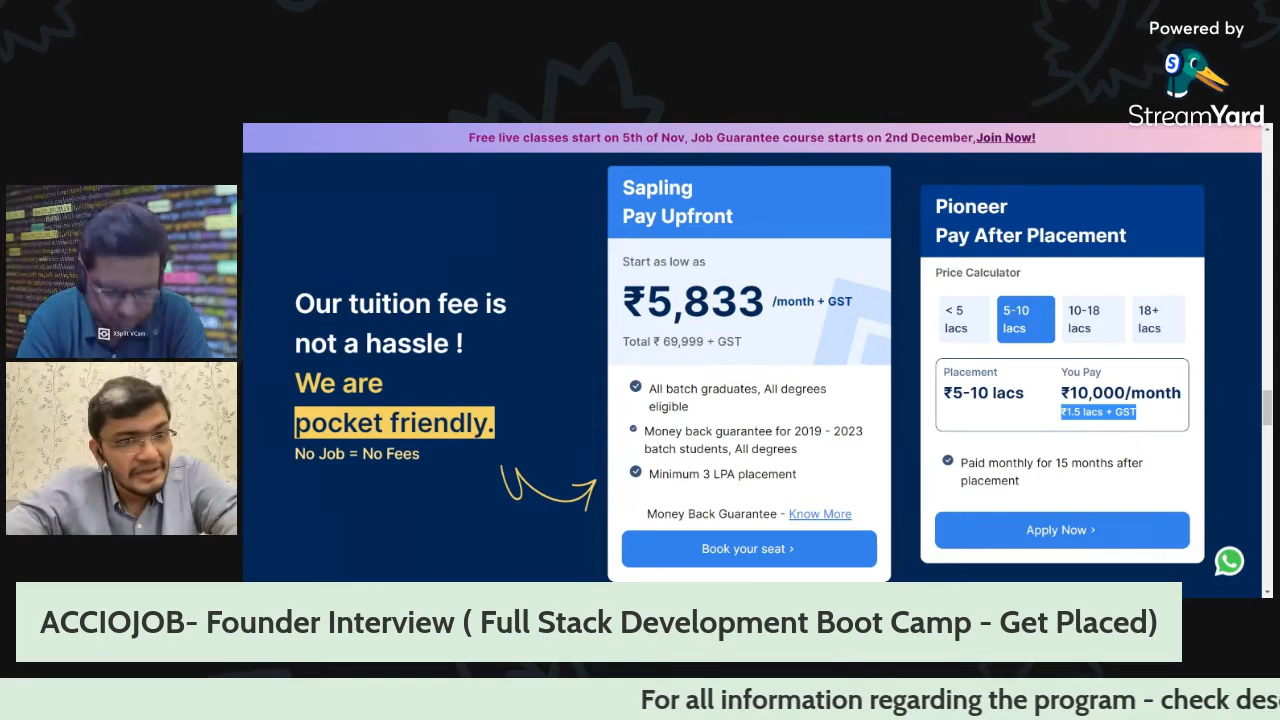 Powered by
StreamYard
Free live classes start on 5th of Nov, Job Guarantee course starts on 2nd December,Join Now!
Our tuition fee is
not a hassle !
We are
pocket friendly.
No Job = No Fees
Sapling
Pay Upfront
Start as low as
₹5,833 /month + GST
Total ₹ 69,999 + GST
All batch graduates, All degrees
eligible
Money back guarantee for 2019 - 2023
batch students, All degrees
Minimum 3 LPA placement
Money Back Guarantee - Know More
Book your seat ›
Pioneer
Pay After Placement
Price Calculator
< 5
lacs
5-10
lacs
10-18
lacs
18+
lacs
Placement
₹5-10 lacs
You Pay
₹10,000/month
₹1.5 lacs + GST
Paid monthly for 15 months after
placement
Apply Now ›
XSplit VCam
ACCIOJOB- Founder Interview ( Full Stack Development Boot Camp - Get Placed)
For all information regarding the program - check des